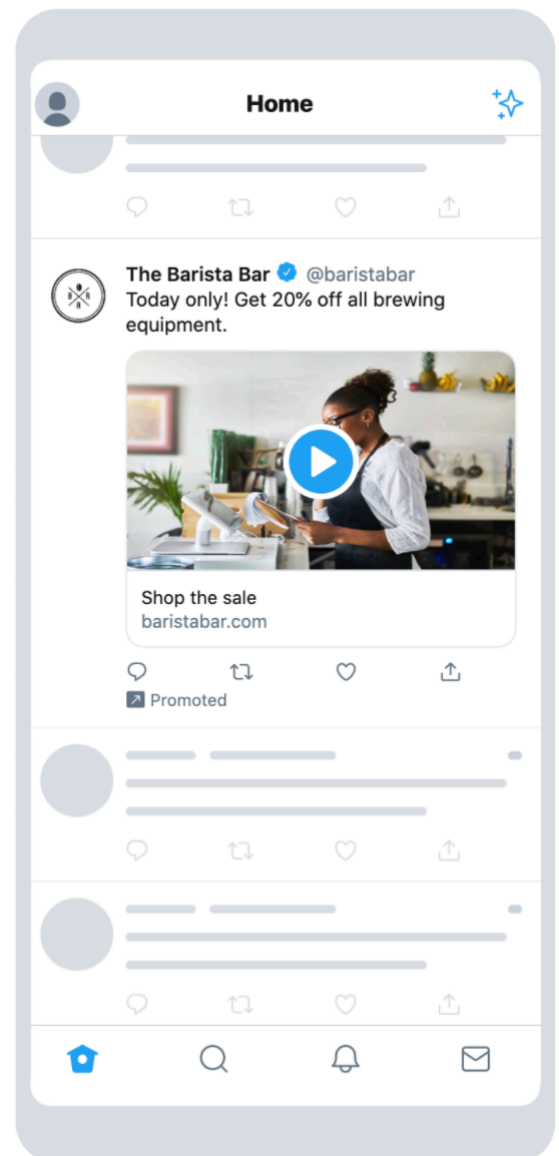 Home
The Barista Bar @baristabar
Today only! Get 20% off all brewing
equipment.
Shop the sale
baristabar.com
Promoted